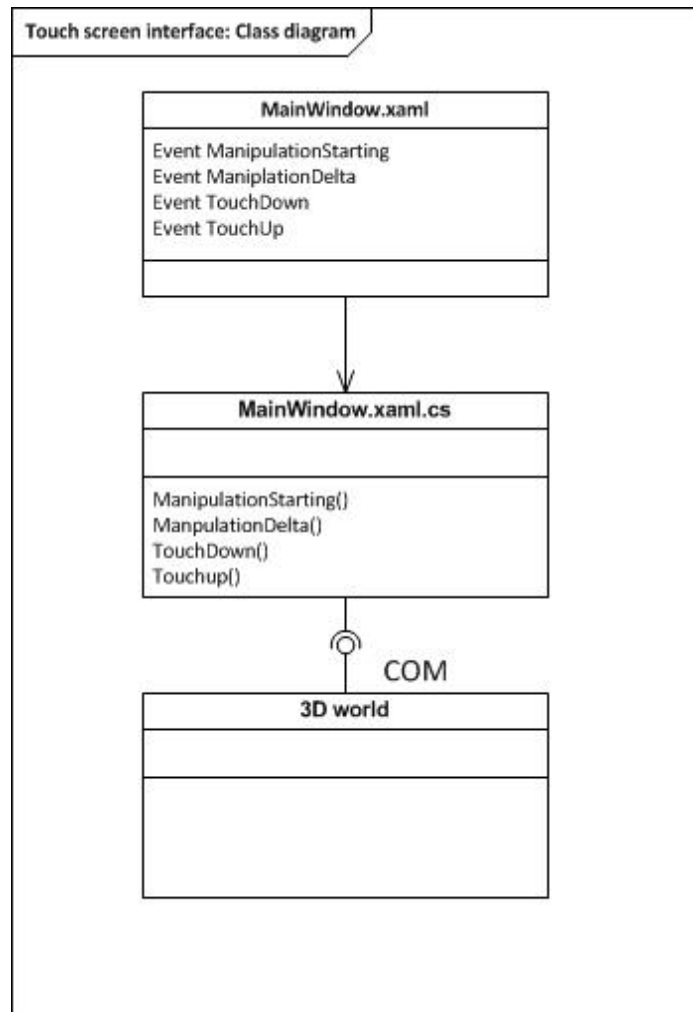 Touch screen interface: Class diagram
MainWindow.xaml
Event ManipulationStarting
Event ManiplationDelta
Event TouchDown
Event TouchUp
MainWindow.xaml.cs
ManipulationStarting()
ManpulationDelta()
TouchDown()
Touchup()
COM
3D world